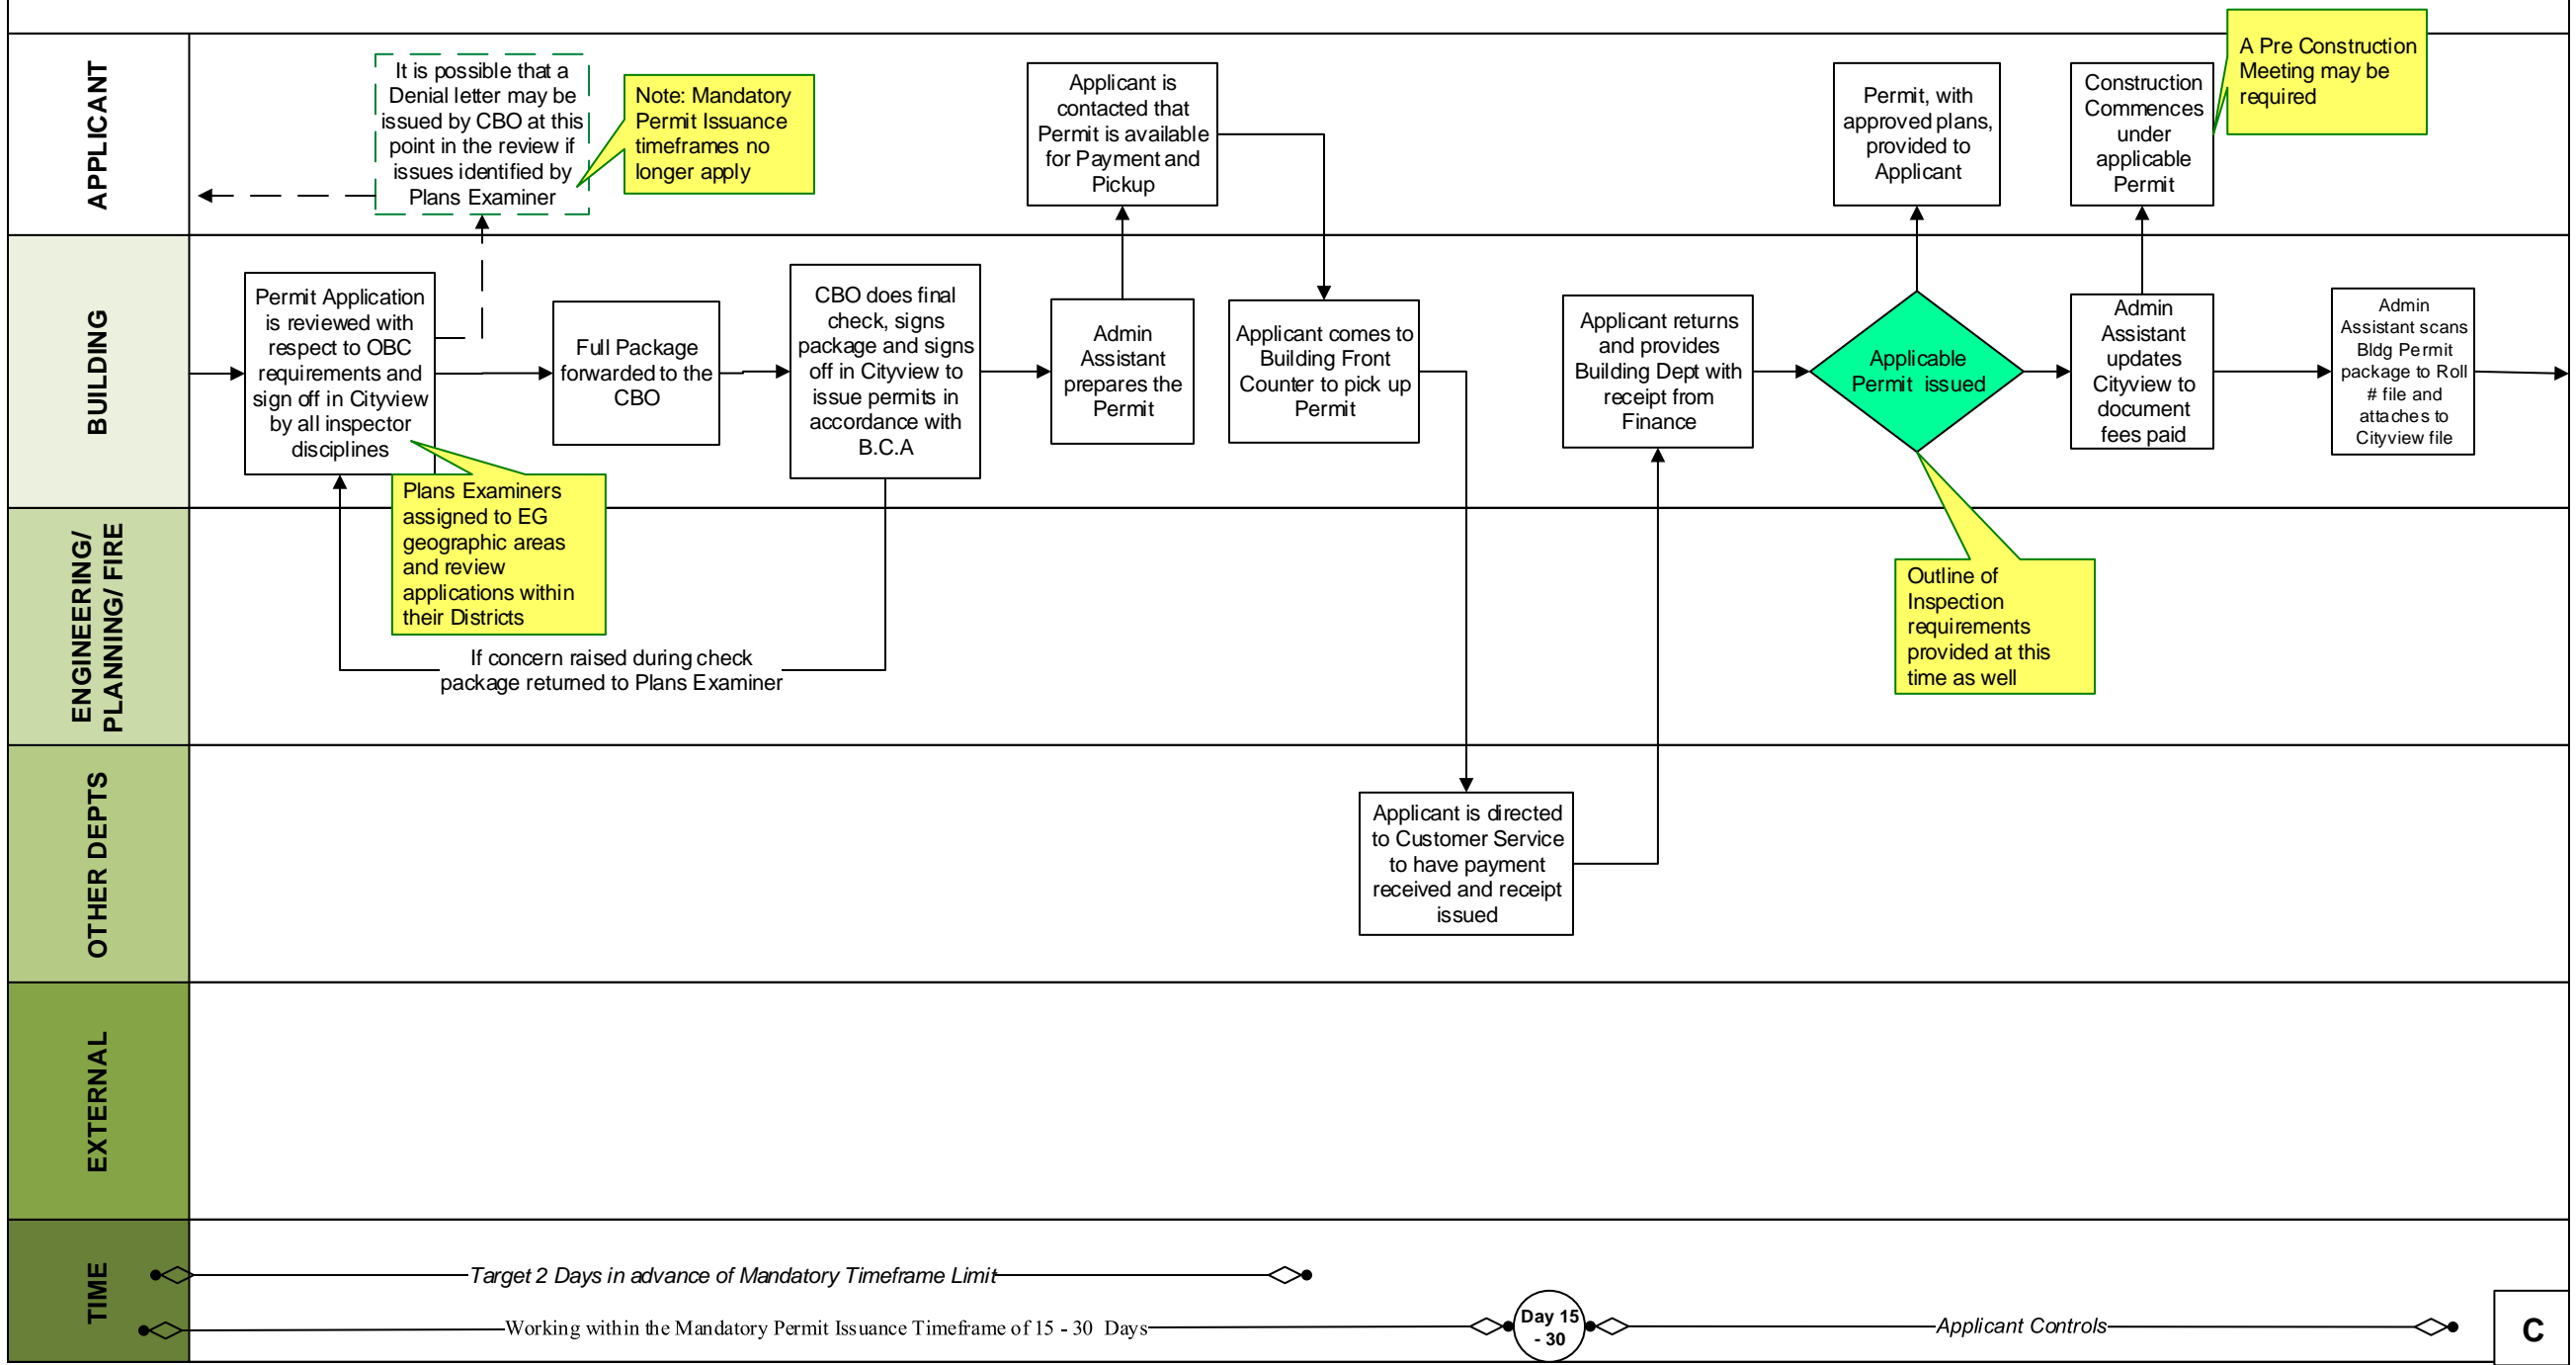 APPLICANT
It is possible that a
Denial letter may be
issued by CBO at this
point in the review if
issues identified by
Plans Examiner
Note: Mandatory
Permit Issuance
timeframes no
longer apply
Applicant is
contacted that
Permit is available
for Payment and
Pickup
Permit, with
approved plans,
provided to
Applicant
Construction
Commences
under
applicable
Permit
A Pre Construction
Meeting may be
required
BUILDING
Permit Application
is reviewed with
respect to OBC
requirements and
sign off in Cityview
by all inspector
disciplines
Full Package
forwarded to the
CBO
CBO does final
check, signs
package and signs
off in Cityview to
issue permits in
accordance with
B.C.A
Admin
Assistant
prepares the
Permit
Applicant comes to
Building Front
Counter to pick up
Permit
Applicant returns
and provides
Building Dept with
receipt from
Finance
Applicable
Permit issued
Admin
Assistant
updates
Cityview to
document
fees paid
Admin
Assistant scans
Bldg Permit
package to Roll
# file and
attaches to
Cityview file
ENGINEERING/
PLANNING/ FIRE
Plans Examiners
assigned to EG
geographic areas
and review
applications within
their Districts
If concern raised during check
package returned to Plans Examiner
Outline of
Inspection
requirements
provided at this
time as well
OTHER DEPTS
Applicant is directed
to Customer Service
to have payment
received and receipt
issued
EXTERNAL
TIME
Target 2 Days in advance of Mandatory Timeframe Limit
Working within the Mandatory Permit Issuance Timeframe of 15 - 30 Days
Day 15
- 30
Applicant Controls
C